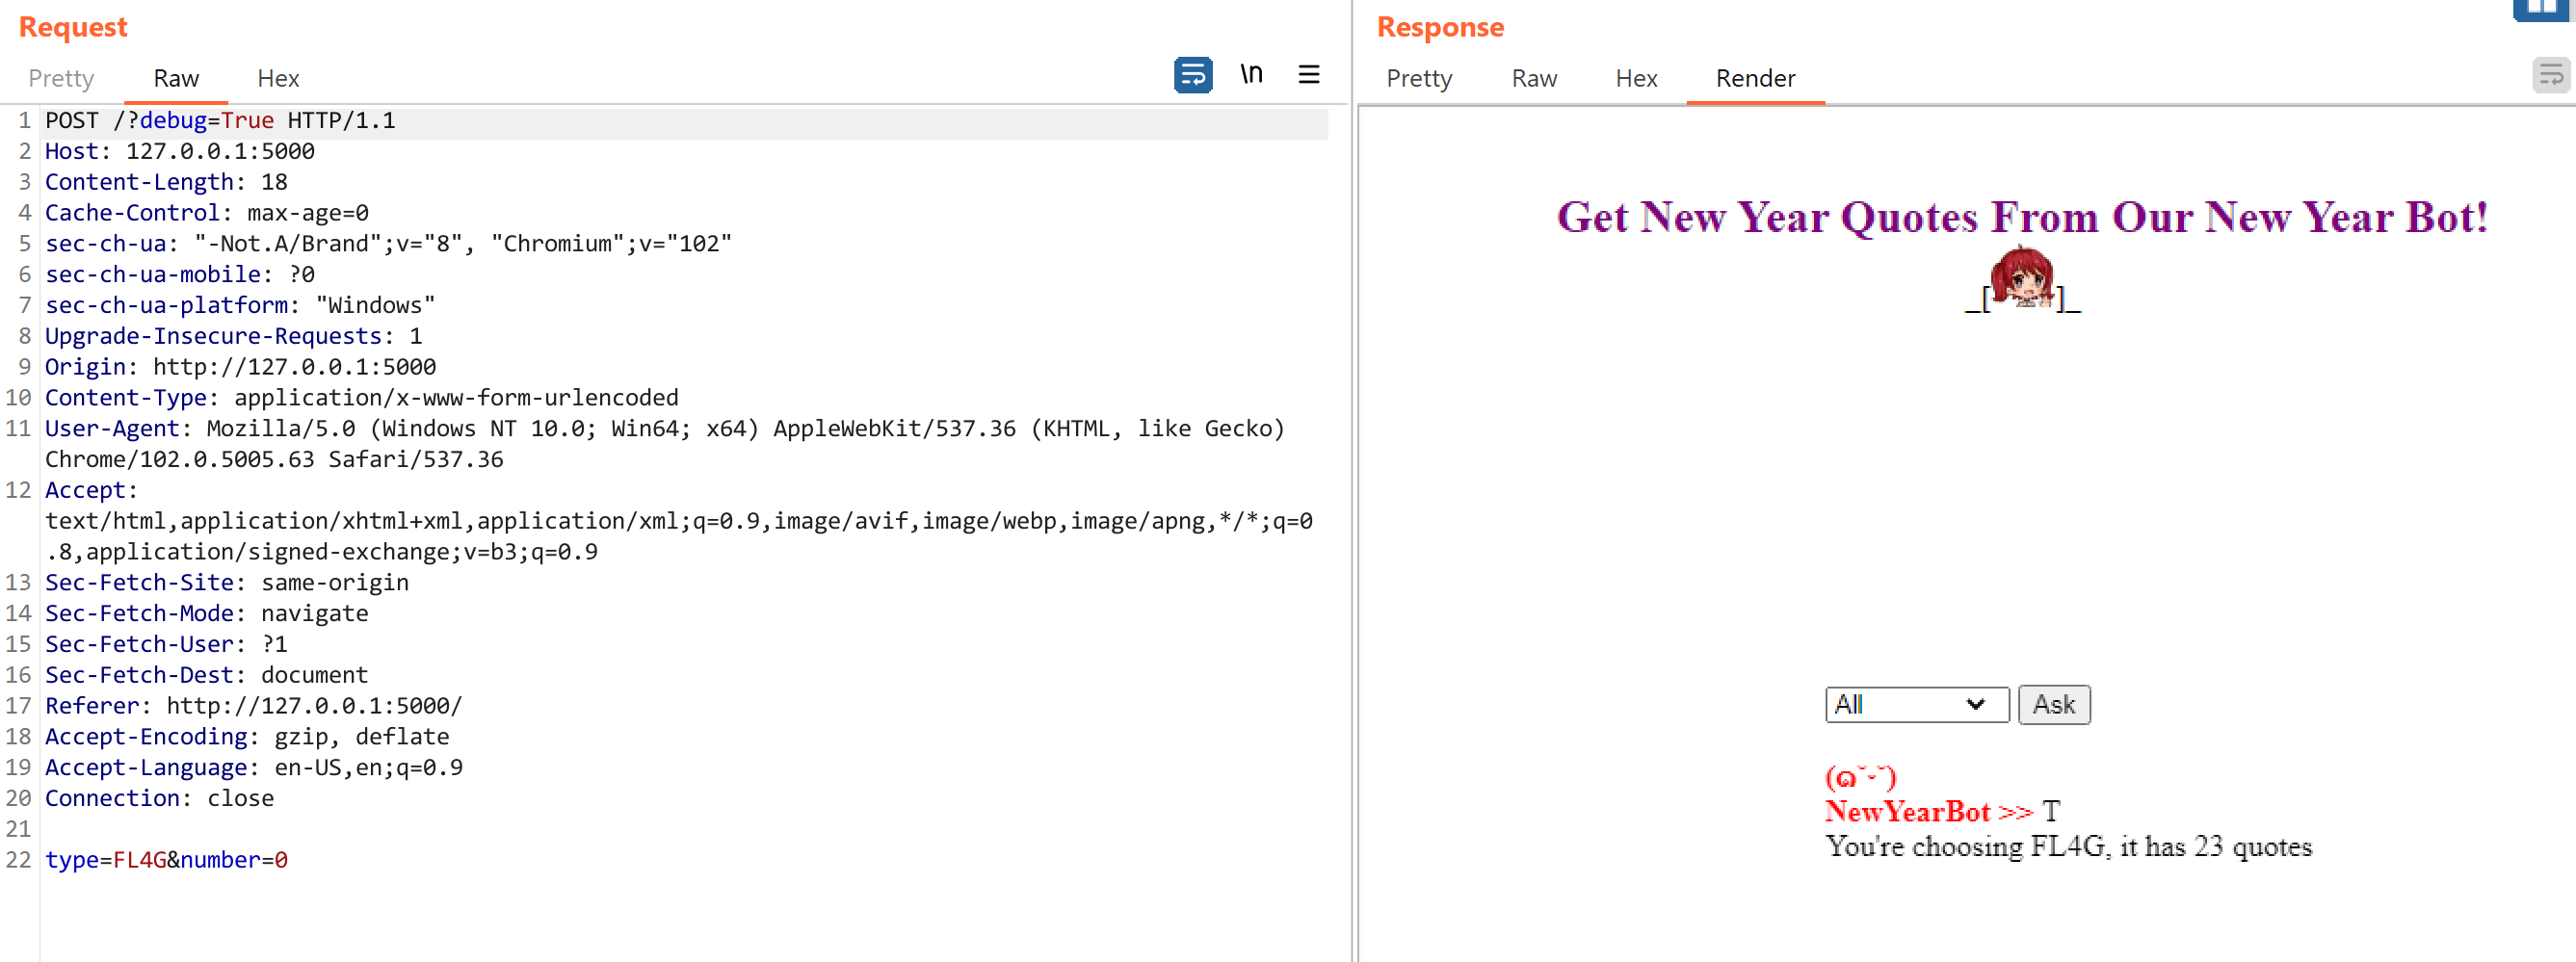 Request
Pretty Raw Hex \n
1 POST /?debug=True HTTP/1.1
2 Host: 127.0.0.1:5000
3 Content-Length: 18
4 Cache-Control: max-age=0
5 sec-ch-ua: "-Not.A/Brand";v="8", "Chromium";v="102"
6 sec-ch-ua-mobile: ?0
7 sec-ch-ua-platform: "Windows"
8 Upgrade-Insecure-Requests: 1
9 Origin: http://127.0.0.1:5000
10 Content-Type: application/x-www-form-urlencoded
11 User-Agent: Mozilla/5.0 (Windows NT 10.0; Win64; x64) AppleWebKit/537.36 (KHTML, like Gecko)
Chrome/102.0.5005.63 Safari/537.36
12 Accept:
text/html,application/xhtml+xml,application/xml;q=0.9,image/avif,image/webp,image/apng,*/*;q=0
.8,application/signed-exchange;v=b3;q=0.9
13 Sec-Fetch-Site: same-origin
14 Sec-Fetch-Mode: navigate
15 Sec-Fetch-User: ?1
16 Sec-Fetch-Dest: document
17 Referer: http://127.0.0.1:5000/
18 Accept-Encoding: gzip, deflate
19 Accept-Language: en-US,en;q=0.9
20 Connection: close
21
22 type=FL4G&number=0
Response
Pretty Raw Hex Render
Get New Year Quotes From Our New Year Bot!
_[ ]_
All Ask
(ɷ˘-˘)
NewYearBot >> T
You're choosing FL4G, it has 23 quotes